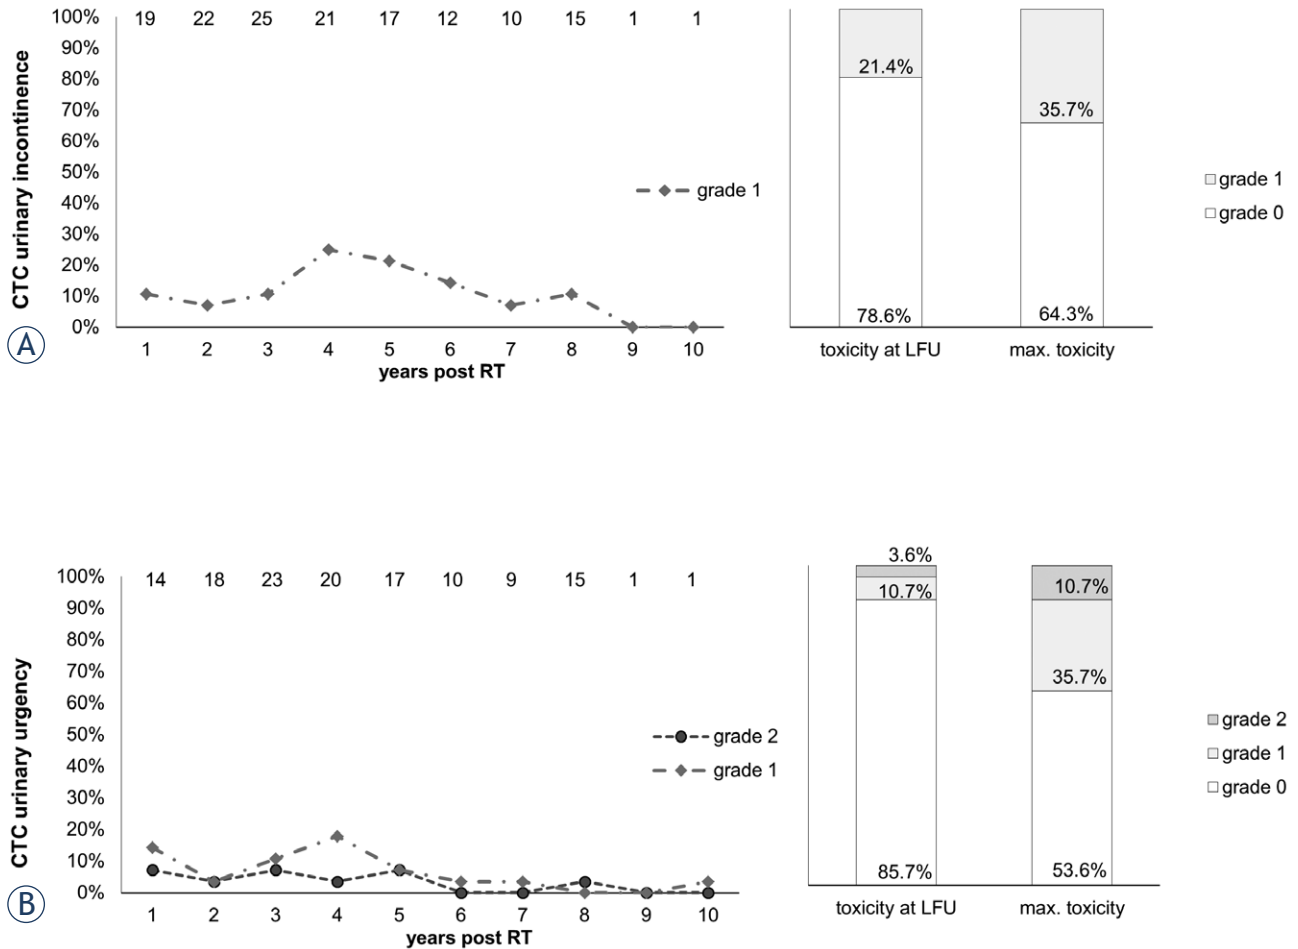 CTC urinary incontinence
100%
90%
80%
70%
60%
50%
40%
30%
20%
10%
0%
19 22 25 21 17 12 10 15 1 1
grade 1
1 2 3 4 5 6 7 8 9 10
years post RT
21.4%
35.7%
78.6%
64.3%
toxicity at LFU
max. toxicity
grade 1
grade 0
A
CTC urinary urgency
100%
90%
80%
70%
60%
50%
40%
30%
20%
10%
0%
14 18 23 20 17 10 9 15 1 1
grade 2
grade 1
1 2 3 4 5 6 7 8 9 10
years post RT
3.6%
10.7%
10.7%
35.7%
85.7%
53.6%
toxicity at LFU
max. toxicity
grade 2
grade 1
grade 0
B